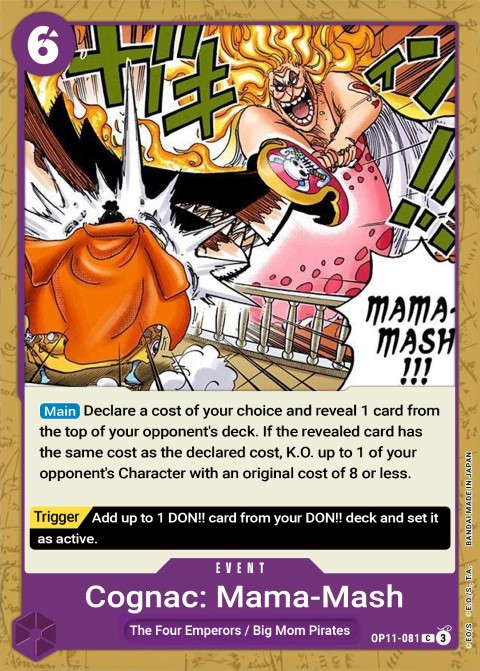 6
ギギ
イン
!!!
MAMA-
MASH
!!!
Main Declare a cost of your choice and reveal 1 card from
the top of your opponent's deck. If the revealed card has
the same cost as the declared cost, K.O. up to 1 of your
opponent's Character with an original cost of 8 or less.
Trigger Add up to 1 DON!! card from your DON!! deck and set it
as active.
EVENT
Cognac: Mama-Mash
The Four Emperors / Big Mom Pirates
OP11-081 C 3
©E.O/S. ©E.O./S., T.A. BANDAI MADE IN JAPAN